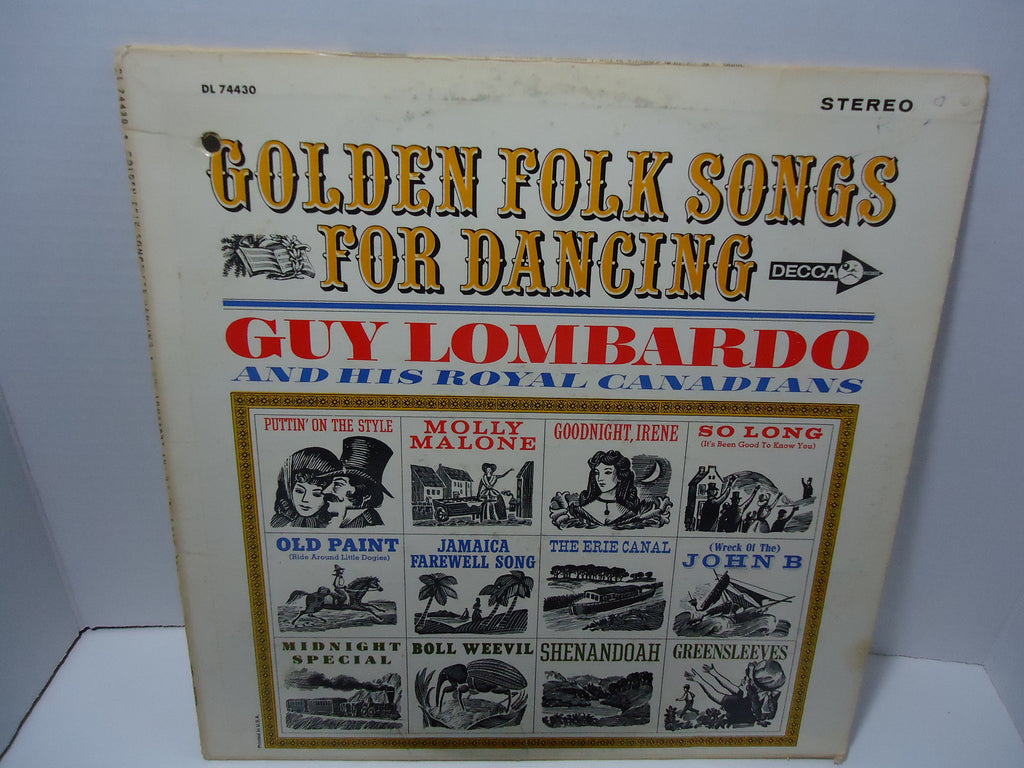 DL 74430
STEREO
GOLDEN FOLK SONGS
FOR DANCING
DECCA
GUY LOMBARDO
AND HIS ROYAL CANADIANS
PUTTIN' ON THE STYLE
MOLLY
MALONE
GOODNIGHT, IRENE
SO LONG
(It's Been Good To Know You)
OLD PAINT
(Ride Around Little Dogies)
JAMAICA
FAREWELL SONG
THE ERIE CANAL
(Wreck Of The)
JOHN B
MIDNIGHT
SPECIAL
BOLL WEEVIL
SHENANDOAH
GREENSLEEVES
Printed in U.S.A.